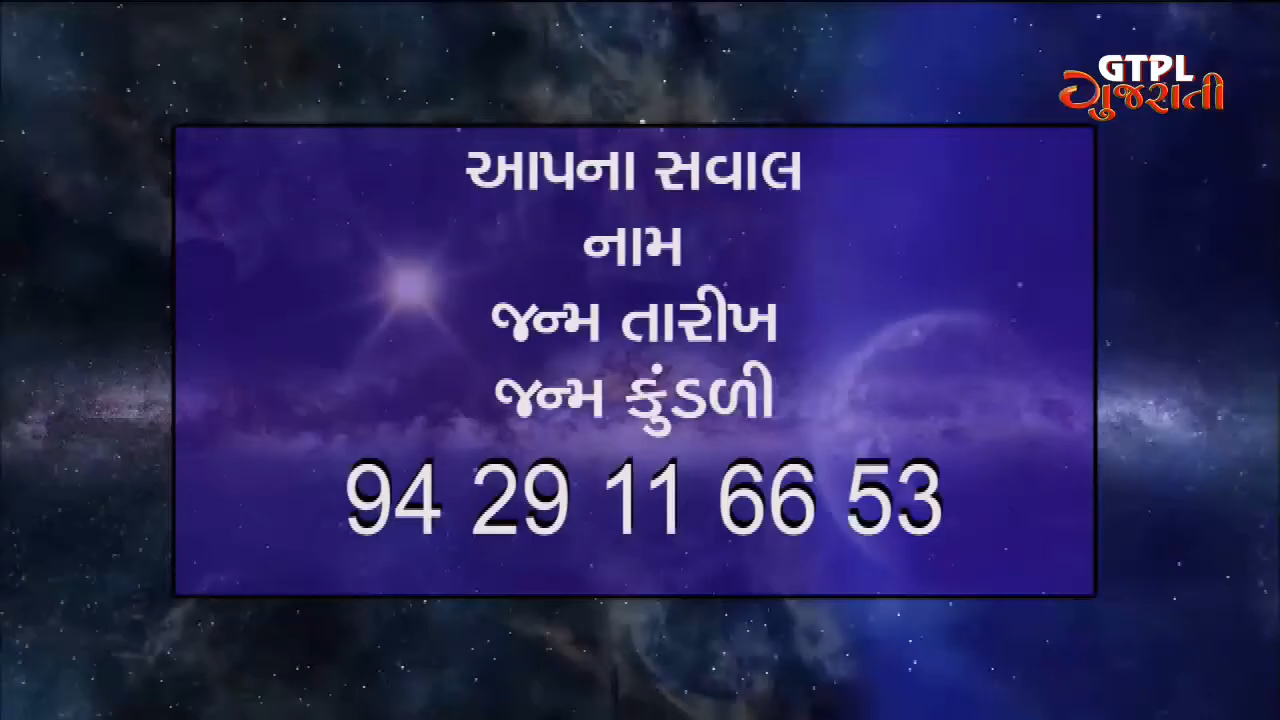 GTPL
ગુજરાતી
આપના સવાલ
નામ
જન્મ તારીખ
જન્મ કુંડળી
94 29 11 66 53